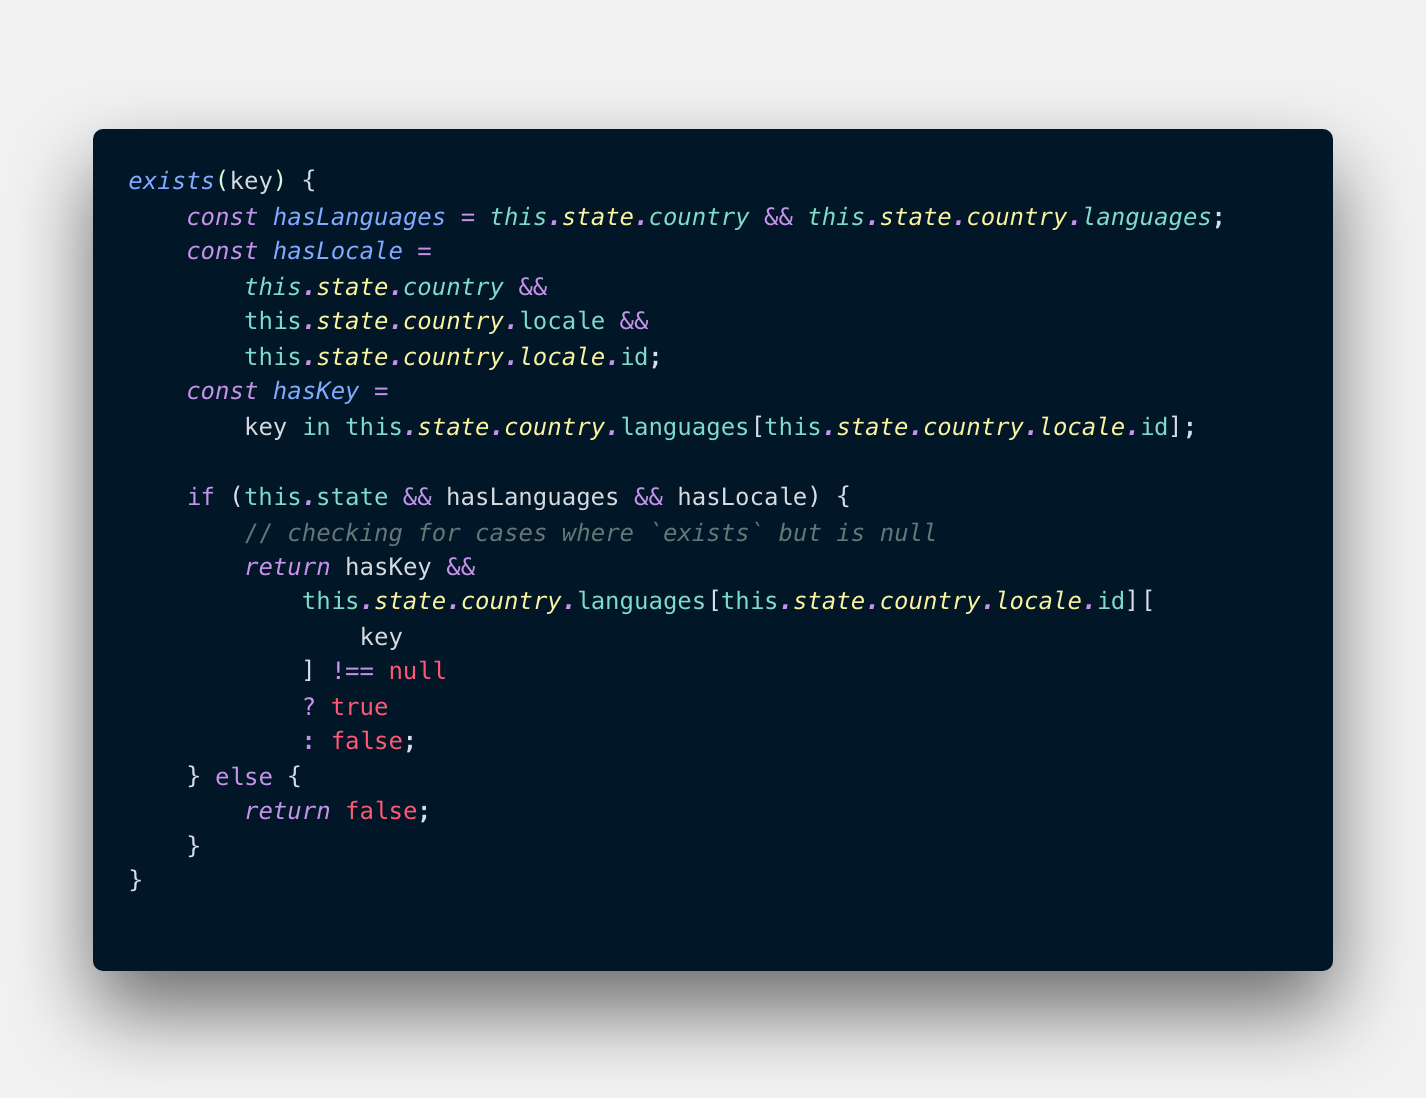 exists(key) {
    const hasLanguages = this.state.country && this.state.country.languages;
    const hasLocale =
        this.state.country &&
        this.state.country.locale &&
        this.state.country.locale.id;
    const hasKey =
        key in this.state.country.languages[this.state.country.locale.id];

    if (this.state && hasLanguages && hasLocale) {
        // checking for cases where `exists` but is null
        return hasKey &&
            this.state.country.languages[this.state.country.locale.id][
                key
            ] !== null
            ? true
            : false;
    } else {
        return false;
    }
}